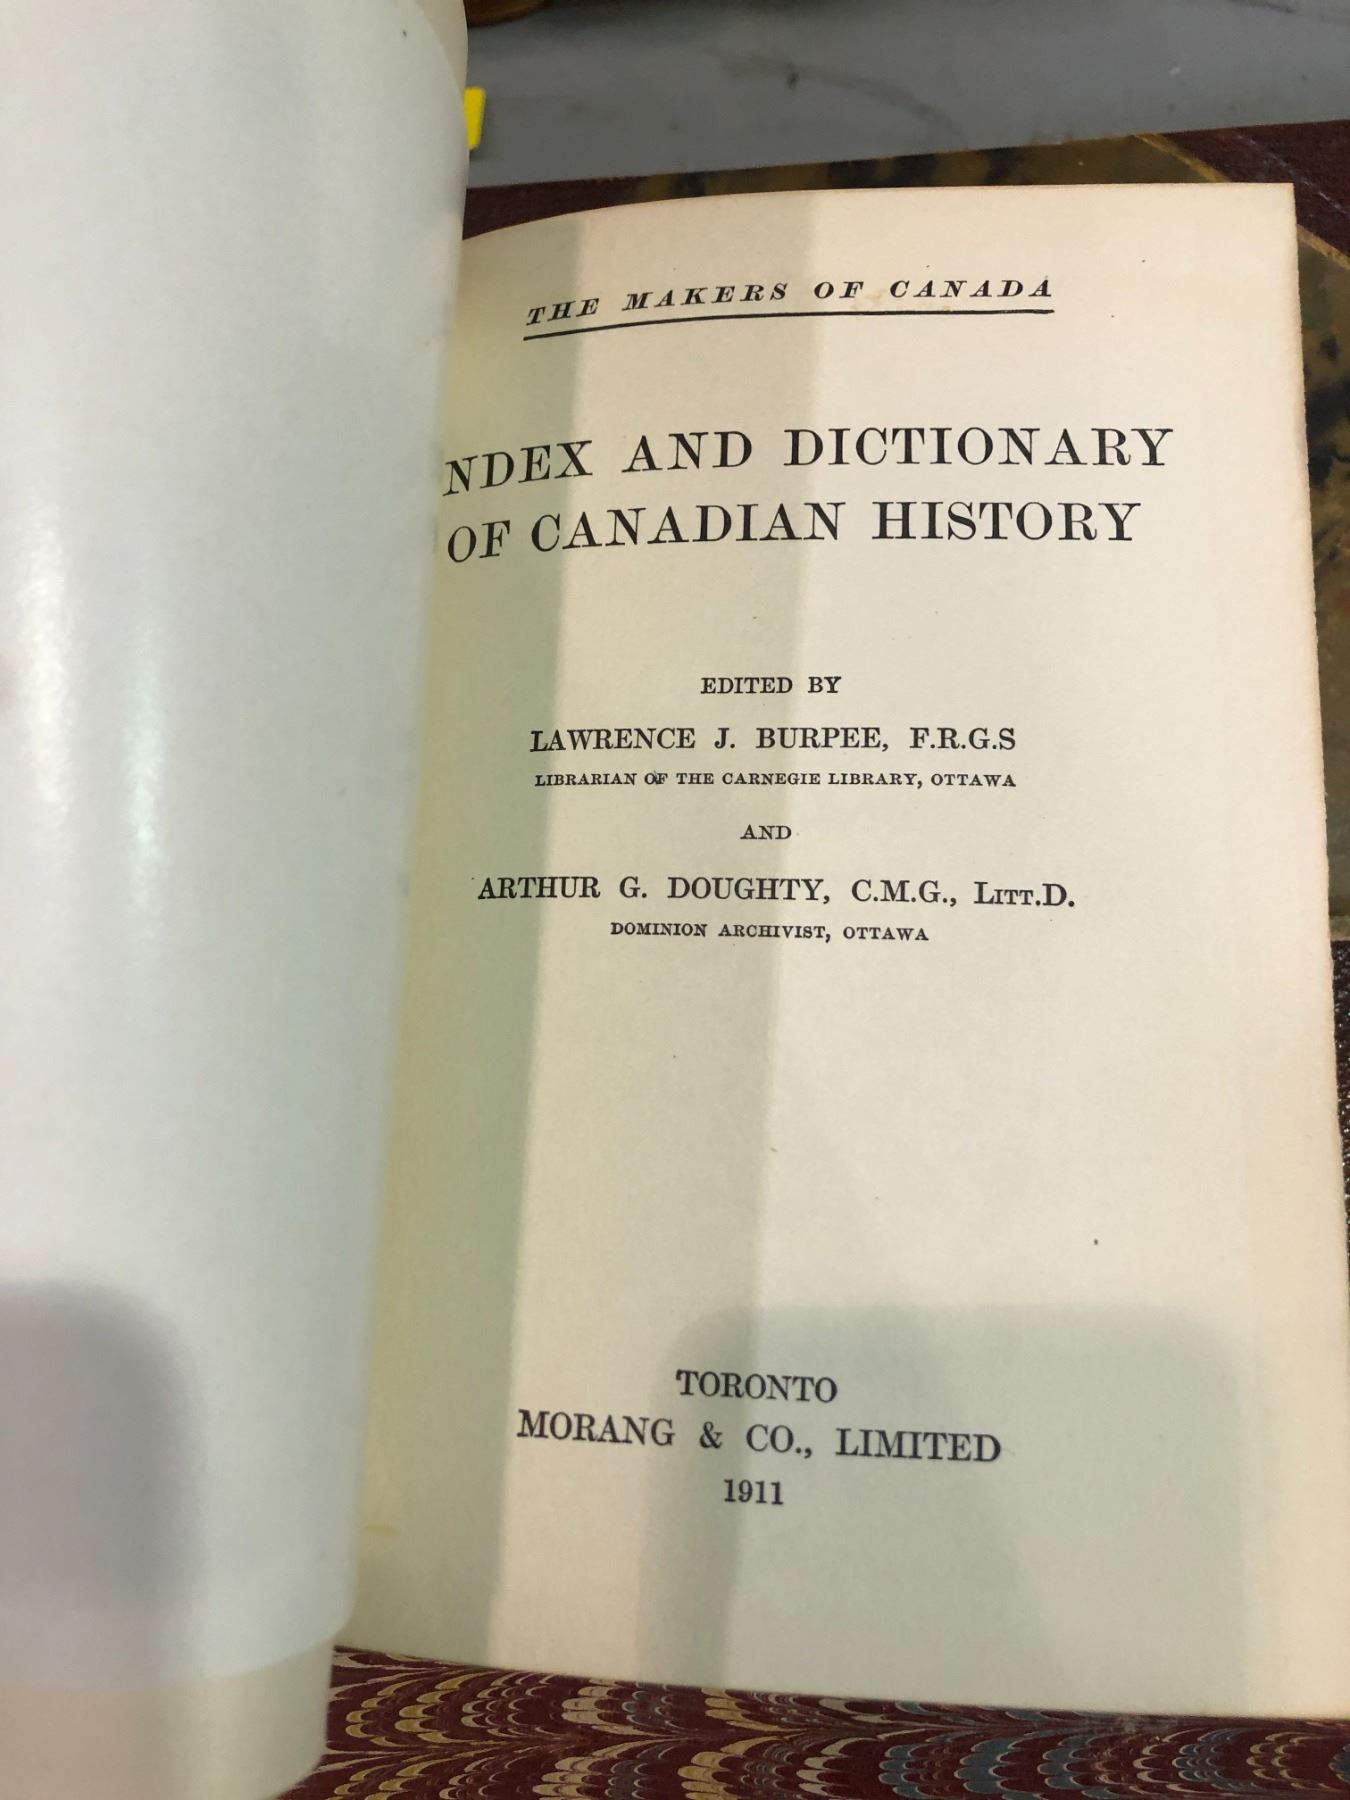 THE MAKERS OF CANADA
NDEX AND DICTIONARY
OF CANADIAN HISTORY
EDITED BY
LAWRENCE J. BURPEE, F.R.G.S
LIBRARIAN OF THE CARNEGIE LIBRARY, OTTAWA
AND
ARTHUR G. DOUGHTY, C.M.G., LITT.D.
DOMINION ARCHIVIST, OTTAWA
TORONTO
MORANG & CO., LIMITED
1911